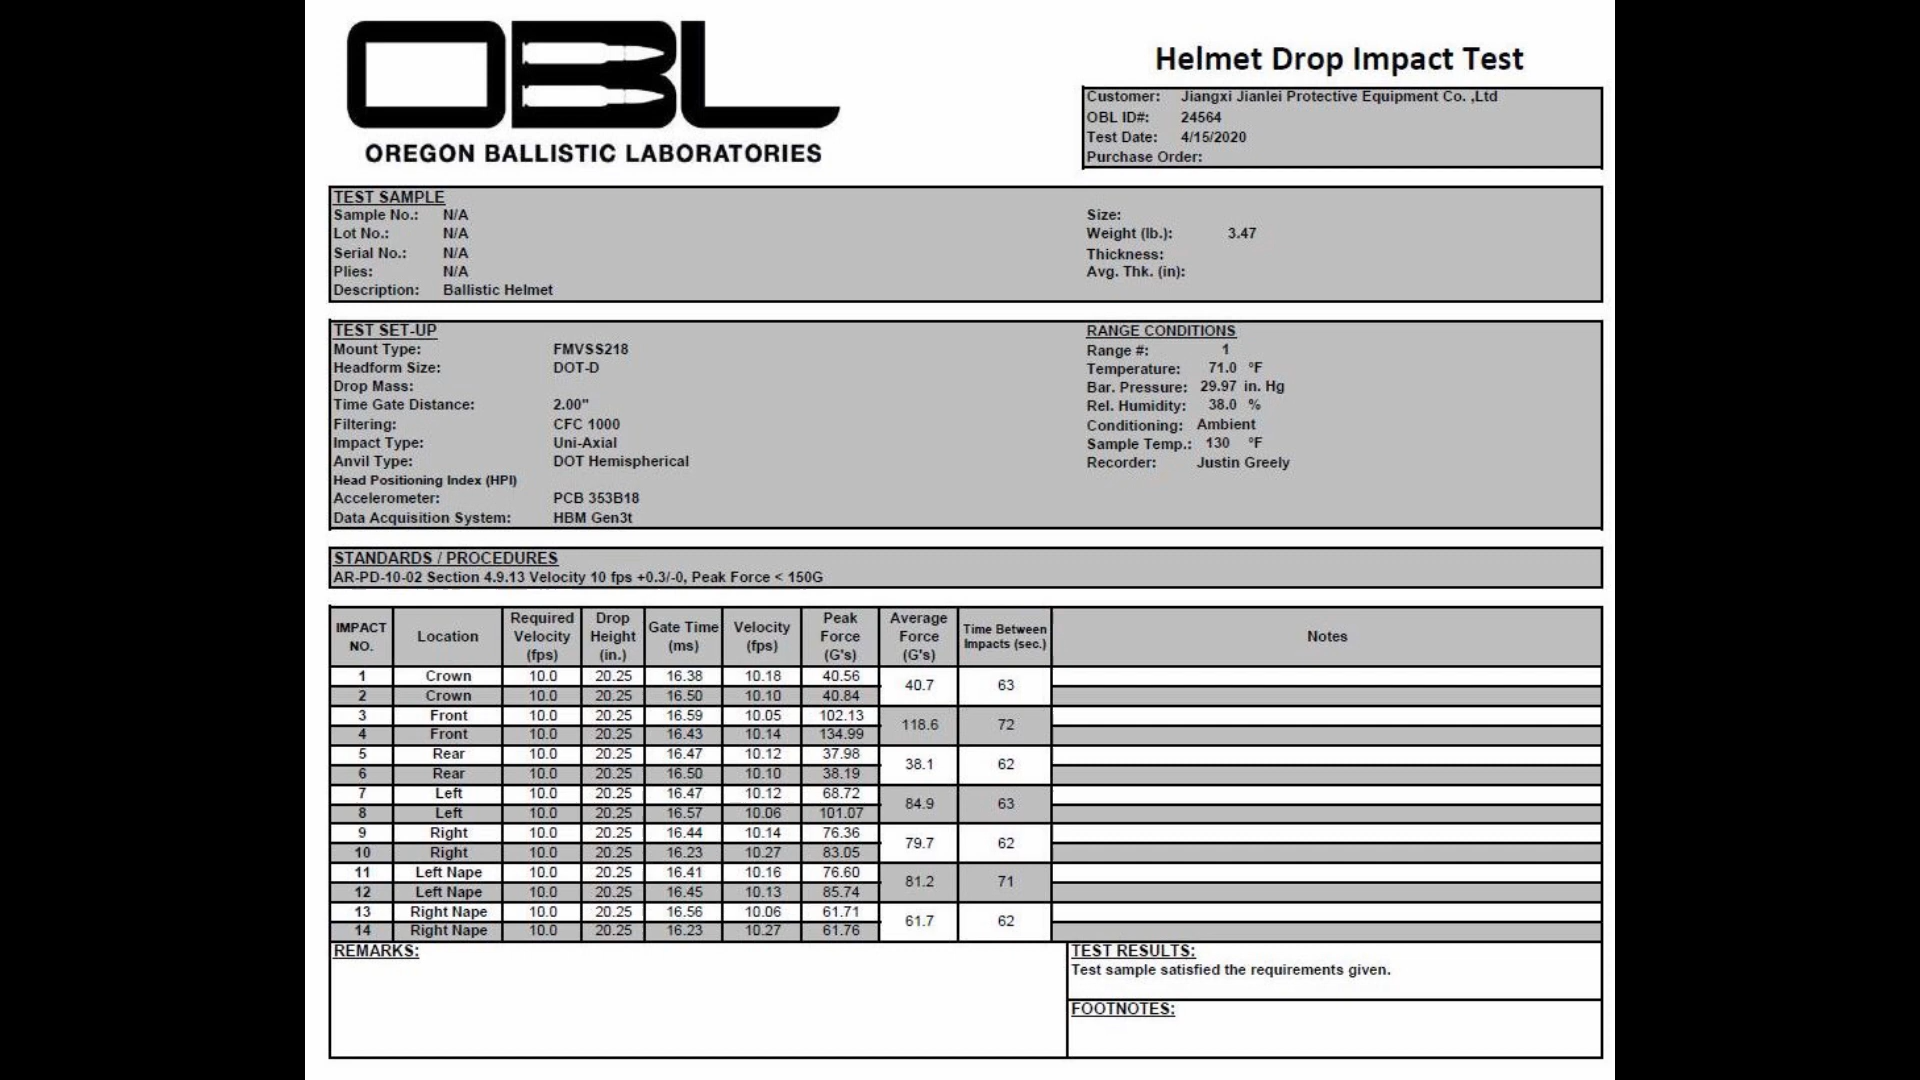 OBL
OREGON BALLISTIC LABORATORIES
Helmet Drop Impact Test
Customer: Jiangxi Jianlei Protective Equipment Co. ,Ltd
OBL ID#: 24564
Test Date: 4/15/2020
Purchase Order:
TEST SAMPLE
Sample No.: N/A Size:
Lot No.: N/A Weight (lb.): 3.47
Serial No.: N/A Thickness:
Plies: N/A Avg. Thk. (in):
Description: Ballistic Helmet
TEST SET-UP RANGE CONDITIONS
Mount Type: FMVSS218 Range #: 1
Headform Size: DOT-D Temperature: 71.0 °F
Drop Mass: Bar. Pressure: 29.97 in. Hg
Time Gate Distance: 2.00" Rel. Humidity: 38.0 %
Filtering: CFC 1000 Conditioning: Ambient
Impact Type: Uni-Axial Sample Temp.: 130 °F
Anvil Type: DOT Hemispherical Recorder: Justin Greely
Head Positioning Index (HPI)
Accelerometer: PCB 353B18
Data Acquisition System: HBM Gen3t
STANDARDS / PROCEDURES
AR-PD-10-02 Section 4.9.13 Velocity 10 fps +0.3/-0, Peak Force < 150G
IMPACT NO. Location Required Velocity (fps) Drop Height (in.) Gate Time (ms) Velocity (fps) Peak Force (G's) Average Force (G's) Time Between Impacts (sec.) Notes
1 Crown 10.0 20.25 16.38 10.18 40.56 40.7 63
2 Crown 10.0 20.25 16.50 10.10 40.84
3 Front 10.0 20.25 16.59 10.05 102.13 118.6 72
4 Front 10.0 20.25 16.43 10.14 134.99
5 Rear 10.0 20.25 16.47 10.12 37.98 38.1 62
6 Rear 10.0 20.25 16.50 10.10 38.19
7 Left 10.0 20.25 16.47 10.12 68.72 84.9 63
8 Left 10.0 20.25 16.57 10.06 101.07
9 Right 10.0 20.25 16.44 10.14 76.36 79.7 62
10 Right 10.0 20.25 16.23 10.27 83.05
11 Left Nape 10.0 20.25 16.41 10.16 76.60 81.2 71
12 Left Nape 10.0 20.25 16.45 10.13 85.74
13 Right Nape 10.0 20.25 16.56 10.06 61.71 61.7 62
14 Right Nape 10.0 20.25 16.23 10.27 61.76
REMARKS: TEST RESULTS:
Test sample satisfied the requirements given.
FOOTNOTES: